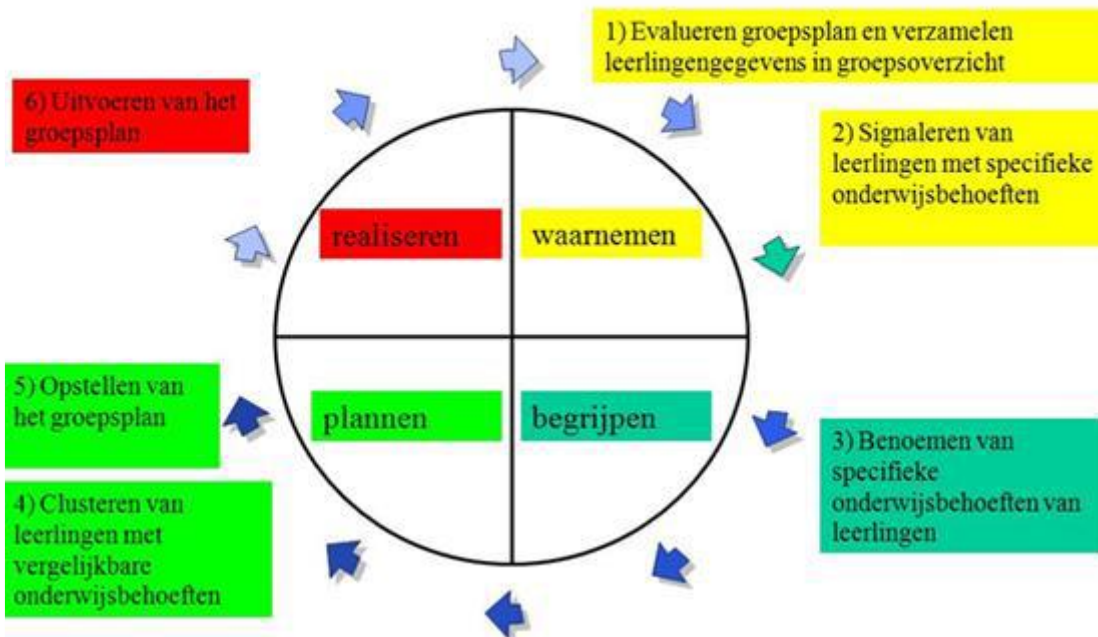 1) Evalueren groepsplan en verzamelen
leerlingengegevens in groepsoverzicht
2) Signaleren van
leerlingen met specifieke
onderwijsbehoeften
3) Benoemen van
specifieke
onderwijsbehoeften van
leerlingen
4) Clusteren van
leerlingen met
vergelijkbare
onderwijsbehoeften
5) Opstellen van
het groepsplan
6) Uitvoeren van het
groepsplan
realiseren
waarnemen
plannen
begrijpen